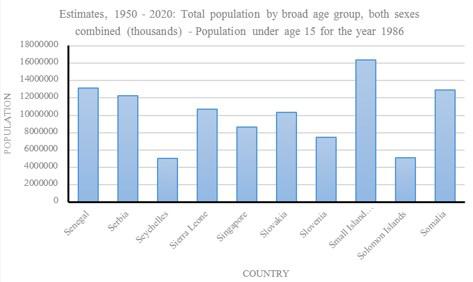 Estimates, 1950 - 2020: Total population by broad age group, both sexes
combined (thousands) - Population under age 15 for the year 1986
POPULATION
18000000
16000000
14000000
12000000
10000000
8000000
6000000
4000000
2000000
0
Senegal
Serbia
Seychelles
Sierra Leone
Singapore
Slovakia
Slovenia
Small Island...
Solomon Islands
Somalia
COUNTRY